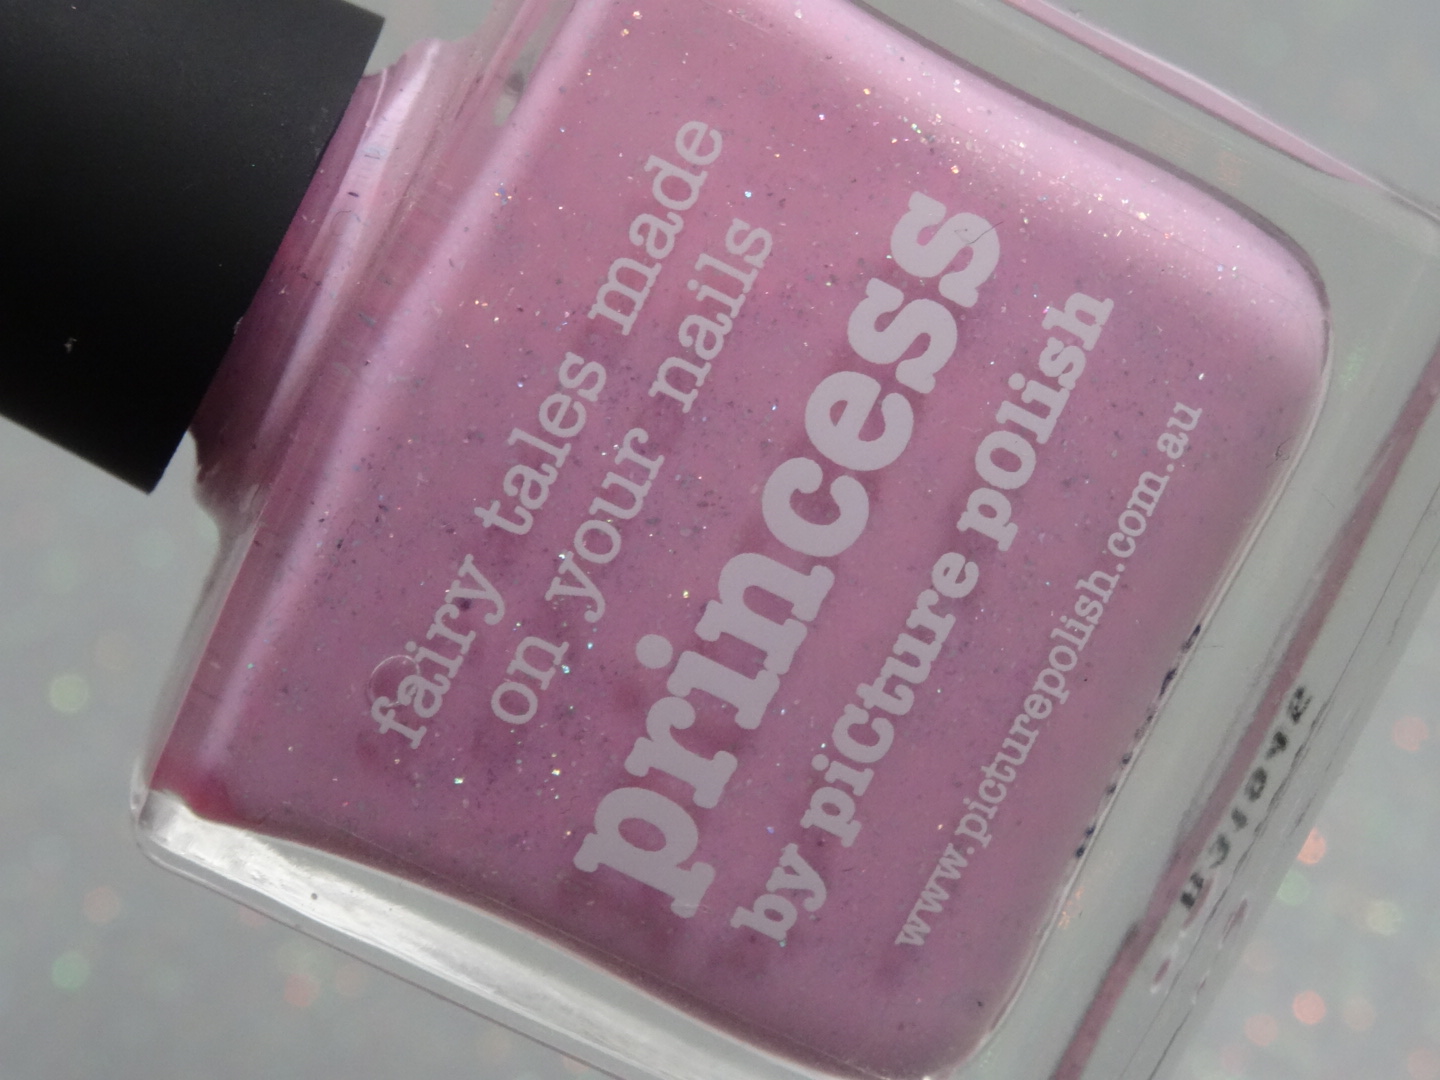 fairy tales made
on your nails
princess
by picture polish
www.picturepolish.com.au